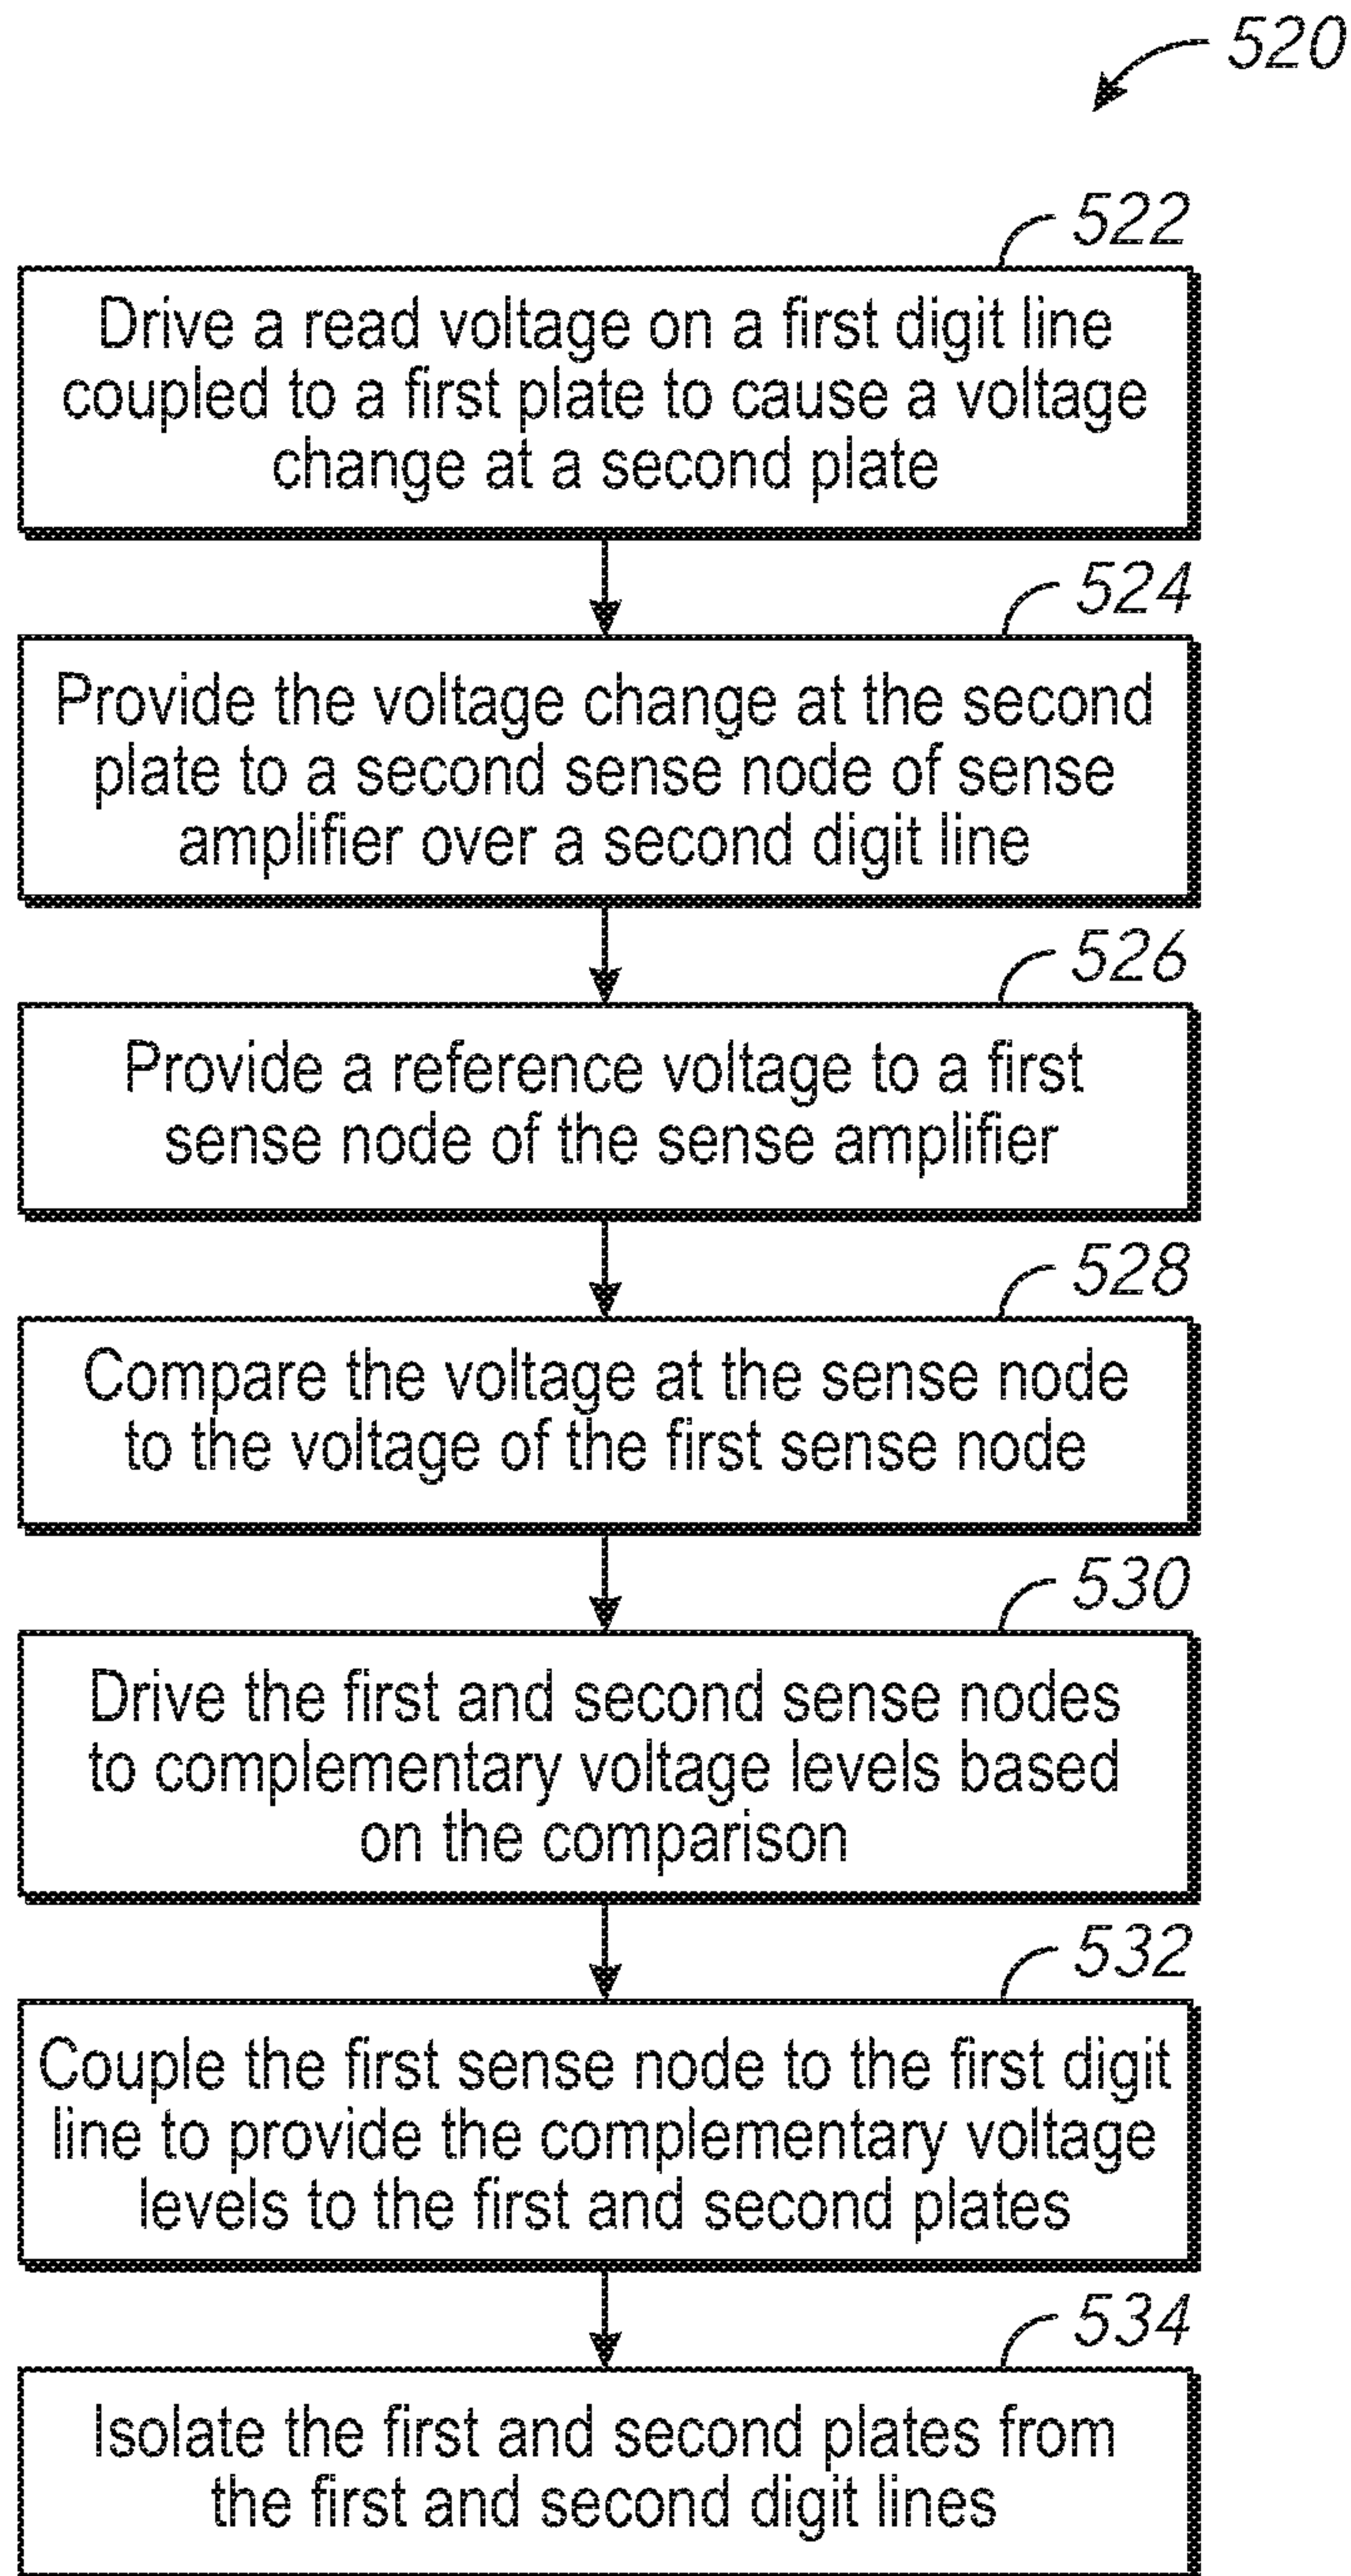 520
522
Drive a read voltage on a first digit line
coupled to a first plate to cause a voltage
change at a second plate
524
Provide the voltage change at the second
plate to a second sense node of sense
amplifier over a second digit line
526
Provide a reference voltage to a first
sense node of the sense amplifier
528
Compare the voltage at the sense node
to the voltage of the first sense node
530
Drive the first and second sense nodes
to complementary voltage levels based
on the comparison
532
Couple the first sense node to the first digit
line to provide the complementary voltage
levels to the first and second plates
534
Isolate the first and second plates from
the first and second digit lines